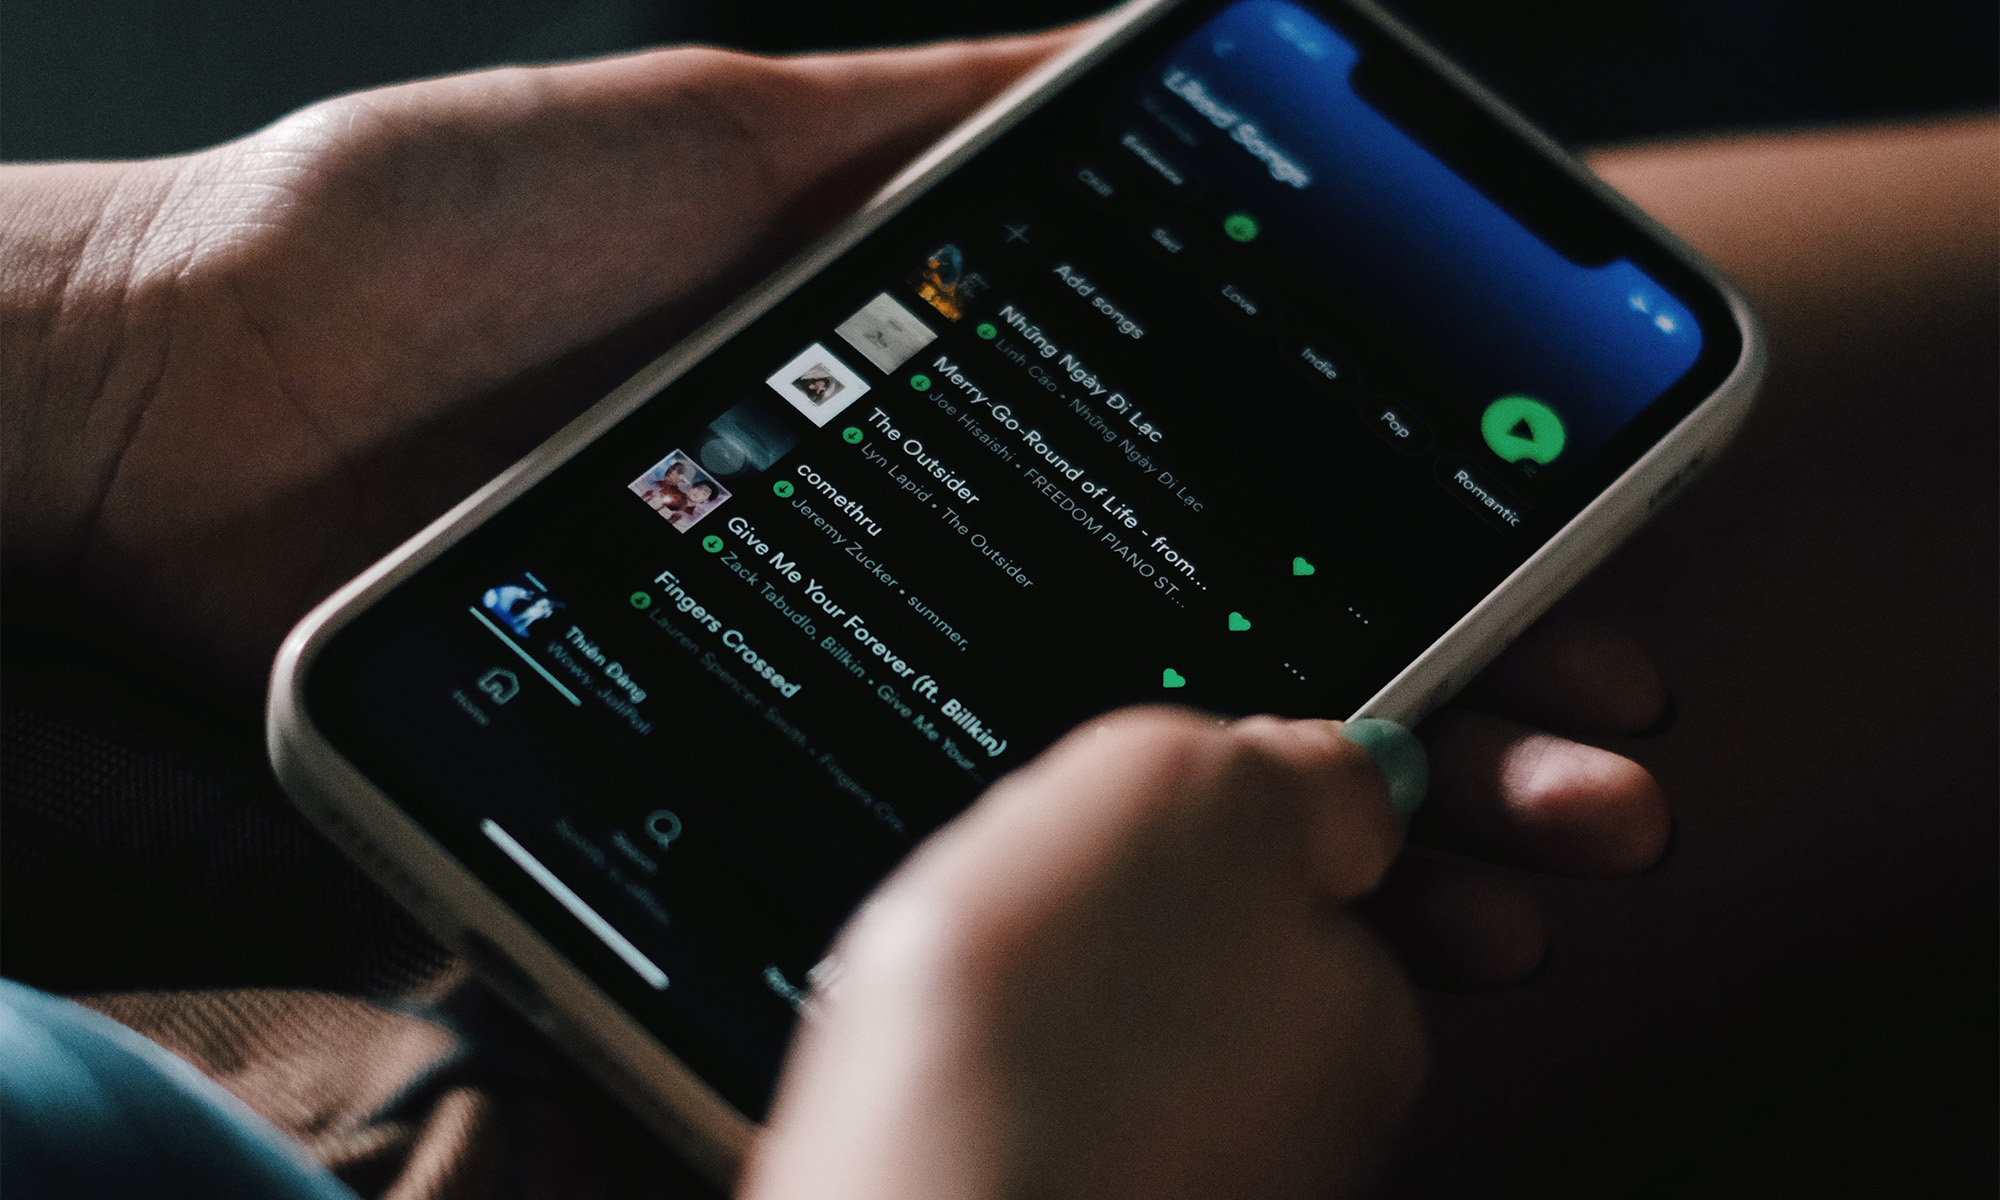 Liked Songs
Enhance
Chill
Sad
Love
Indie
Pop
Romantic
Add songs
Những Ngày Đi Lạc
Linh Cáo • Những Ngày Đi Lạc
Merry-Go-Round of Life - from...
Joe Hisaishi • FREEDOM PIANO ST...
The Outsider
Lyn Lapid • The Outsider
comethru
Jeremy Zucker • summer,
Give Me Your Forever (ft. Billkin)
Zack Tabudlo, Billkin • Give Me Your...
Fingers Crossed
Lauren Spencer-Smith • Fingers Cro...
Thiên Đàng
Wowy, JoliPoli
Home
Search